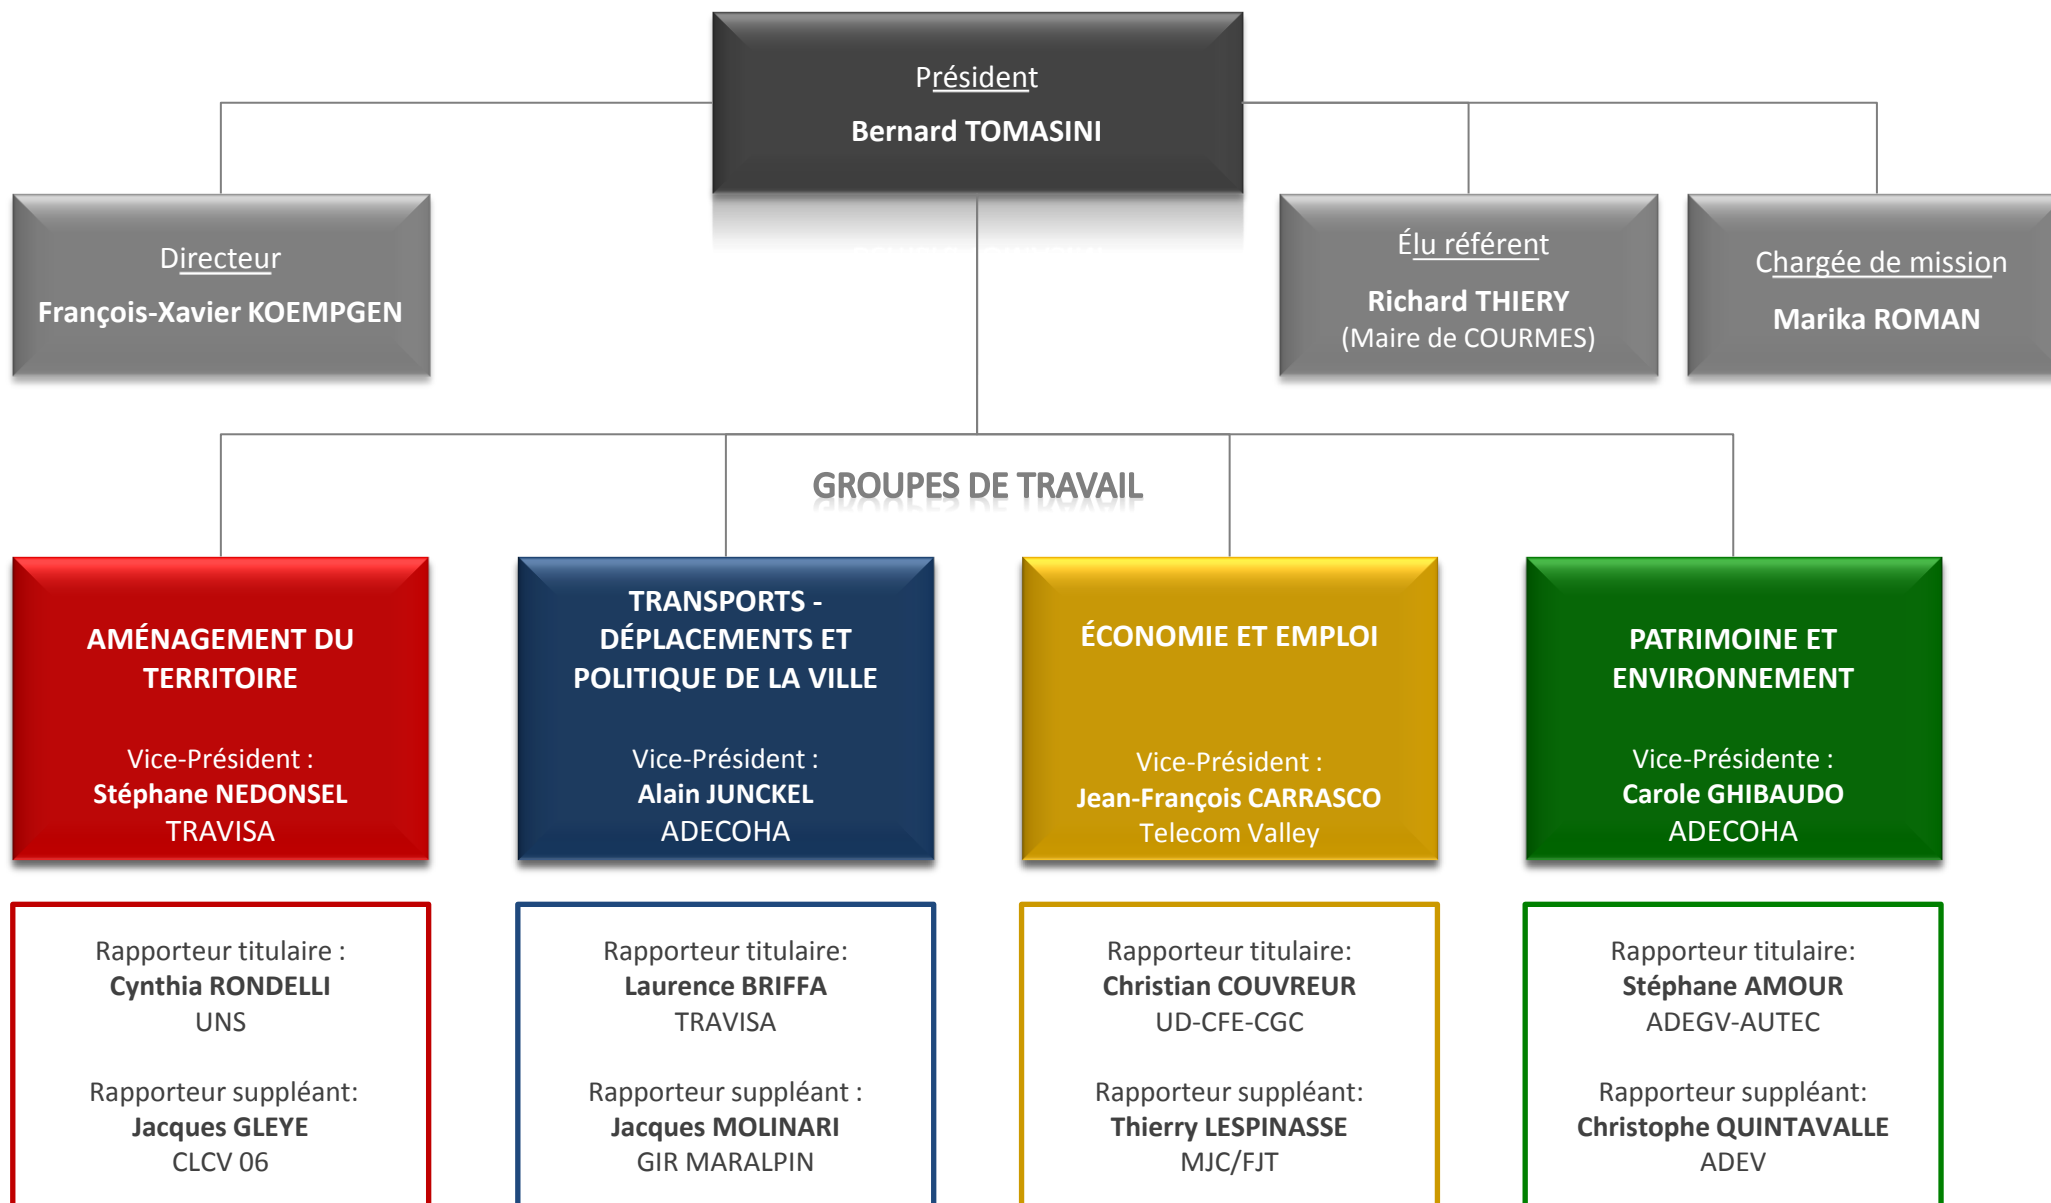 Président
Bernard TOMASINI
Directeur
François-Xavier KOEMPGEN
Élu référent
Richard THIERY
(Maire de COURMES)
Chargée de mission
Marika ROMAN
GROUPES DE TRAVAIL
AMÉNAGEMENT DU
TERRITOIRE
Vice-Président :
Stéphane NEDONSEL
TRAVISA
TRANSPORTS -
DÉPLACEMENTS ET
POLITIQUE DE LA VILLE
Vice-Président :
Alain JUNCKEL
ADECOHA
ÉCONOMIE ET EMPLOI
Vice-Président :
Jean-François CARRASCO
Telecom Valley
PATRIMOINE ET
ENVIRONNEMENT
Vice-Présidente :
Carole GHIBAUDO
ADECOHA
Rapporteur titulaire :
Cynthia RONDELLI
UNS
Rapporteur suppléant:
Jacques GLEYE
CLCV 06
Rapporteur titulaire:
Laurence BRIFFA
TRAVISA
Rapporteur suppléant :
Jacques MOLINARI
GIR MARALPIN
Rapporteur titulaire:
Christian COUVREUR
UD-CFE-CGC
Rapporteur suppléant:
Thierry LESPINASSE
MJC/FJT
Rapporteur titulaire:
Stéphane AMOUR
ADEGV-AUTEC
Rapporteur suppléant:
Christophe QUINTAVALLE
ADEV